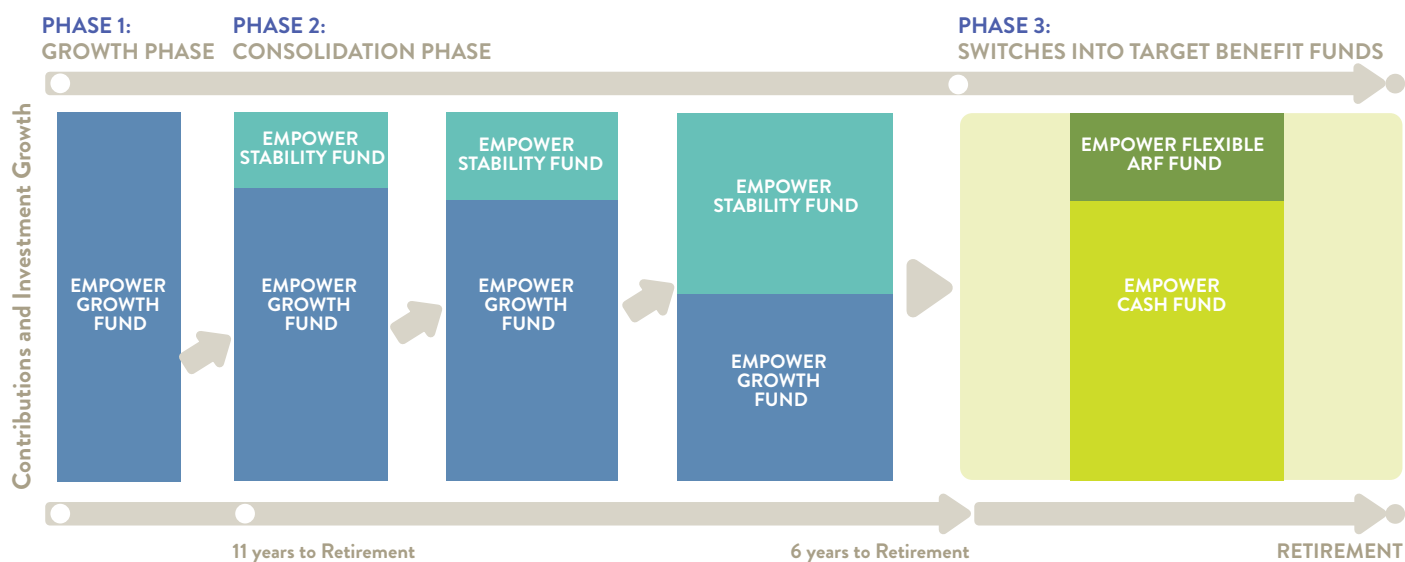 PHASE 1:
GROWTH PHASE
PHASE 2:
CONSOLIDATION PHASE
PHASE 3:
SWITCHES INTO TARGET BENEFIT FUNDS
Contributions and Investment Growth
EMPOWER
GROWTH
FUND
EMPOWER
STABILITY FUND
EMPOWER
GROWTH
FUND
EMPOWER
STABILITY FUND
EMPOWER
GROWTH
FUND
EMPOWER
STABILITY FUND
EMPOWER
GROWTH
FUND
EMPOWER FLEXIBLE
ARF FUND
EMPOWER
CASH FUND
11 years to Retirement
6 years to Retirement
RETIREMENT